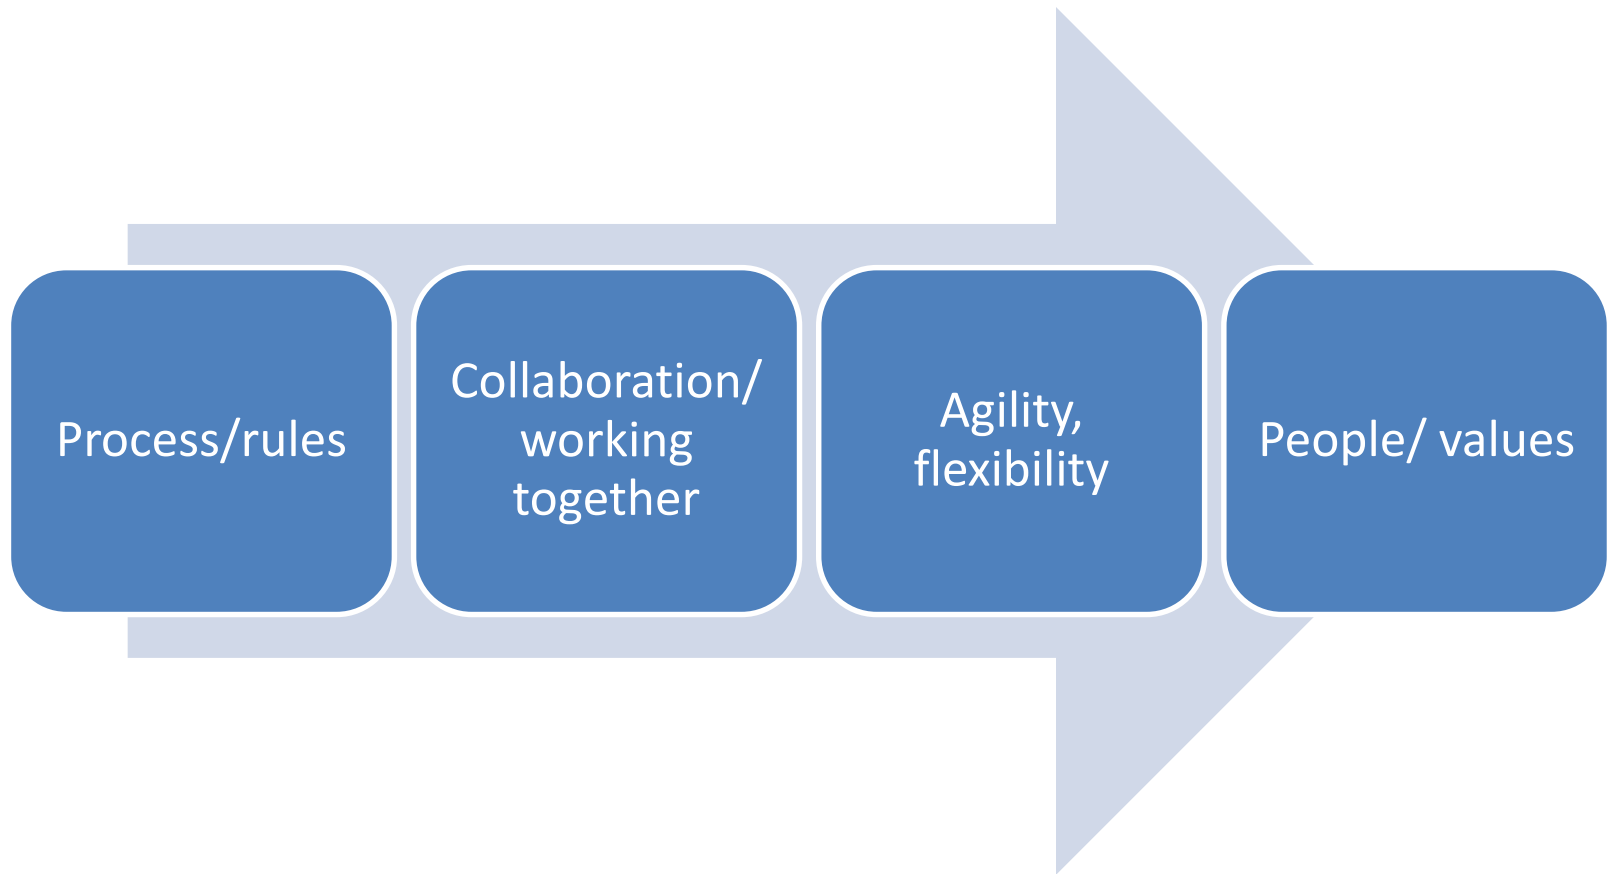 Process/rules
Collaboration/
working
together
Agility,
flexibility
People/ values